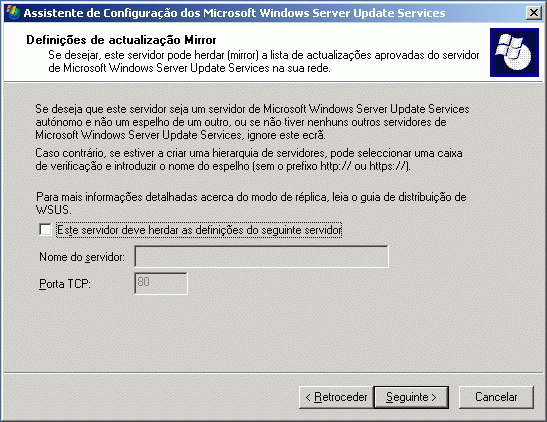 Assistente de Configuração dos Microsoft Windows Server Update Services
Definições de actualização Mirror
Se desejar, este servidor pode herdar (mirror) a lista de actualizações aprovadas do servidor
de Microsoft Windows Server Update Services na sua rede.
Se deseja que este servidor seja um servidor de Microsoft Windows Server Update Services
autónomo e não um espelho de um outro, ou se não tiver nenhuns outros servidores de
Microsoft Windows Server Update Services, ignore este ecrã.
Caso contrário, se estiver a criar uma hierarquia de servidores, pode seleccionar uma caixa
de verificação e introduzir o nome do espelho (sem o prefixo http:// ou https://).
Para mais informações detalhadas acerca do modo de réplica, leia o guia de distribuição de
WSUS.
Este servidor deve herdar as definições do seguinte servidor
Nome do servidor:
Porta TCP:
80
< Retroceder
Seguinte >
Cancelar